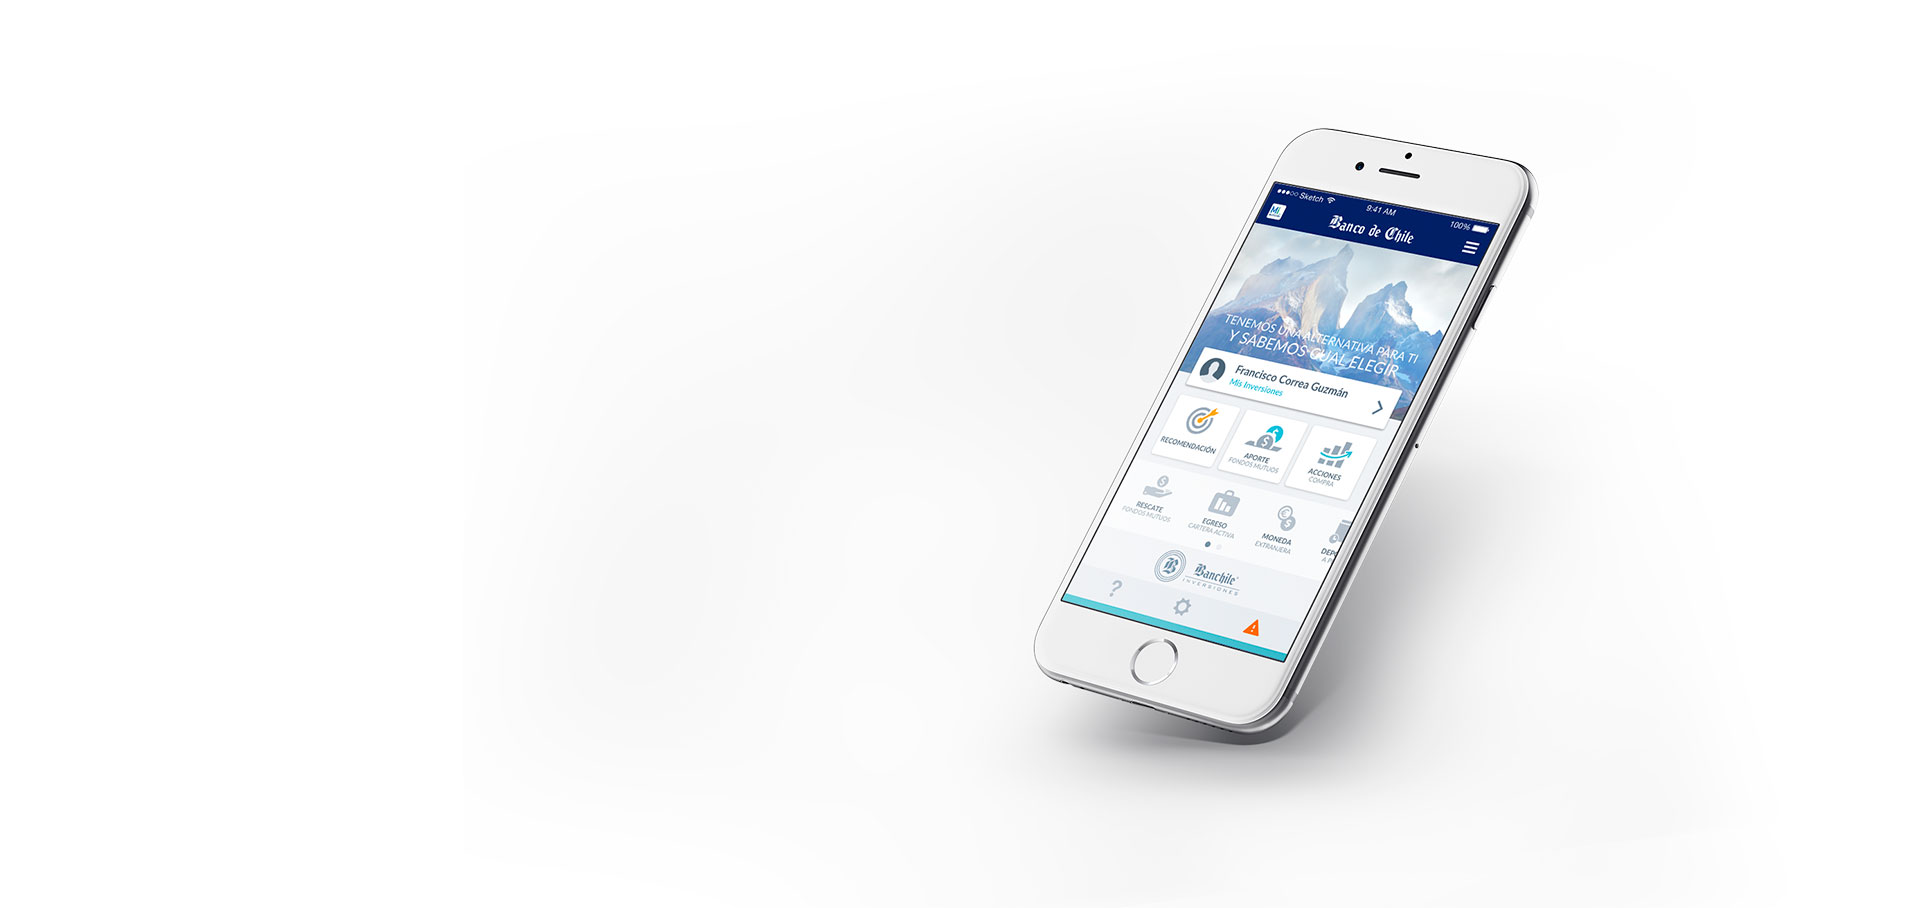 Sketch
9:41 AM
100%
Mi
Banco de Chile
TENEMOS UNA ALTERNATIVA PARA TI
Y SABEMOS CUAL ELEGIR
Francisco Correa Guzmán
Mis Inversiones
RECOMENDACIÓN
APORTE
FONDOS MUTUOS
ACCIONES
COMPRA
RESCATE
FONDOS MUTUOS
EGRESO
CARTERA ACTIVA
MONEDA
EXTRANJERA
DEP
A P
B Banchile
INVERSIONES